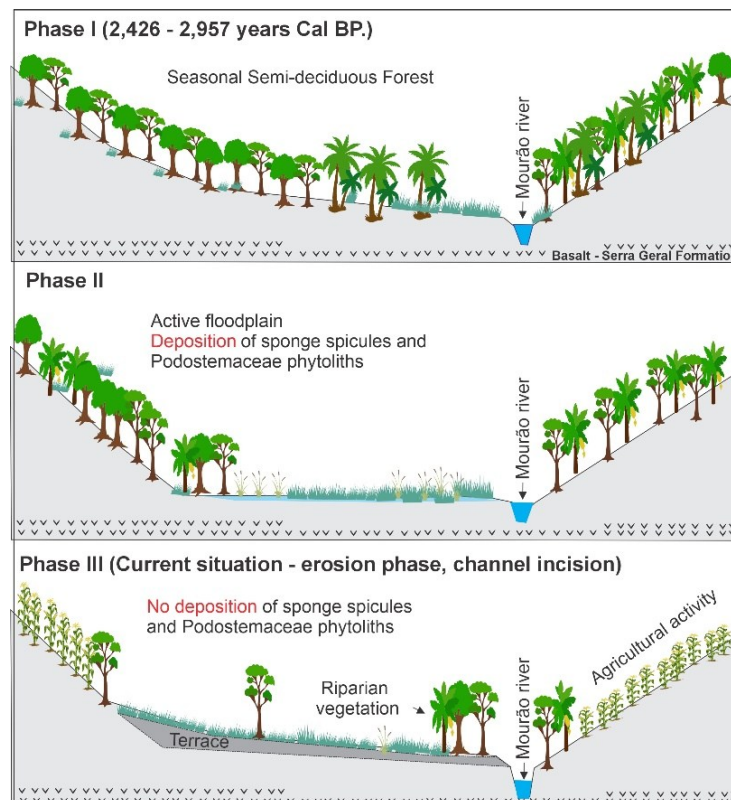 Phase I (2,426 - 2,957 years Cal BP.)
Seasonal Semi-deciduous Forest
Mourão river
Basalt - Serra Geral Formatio
Phase II
Active floodplain
Deposition of sponge spicules and
Podostemaceae phytoliths
Mourão river
Phase III (Current situation - erosion phase, channel incision)
No deposition of sponge spicules
and Podostemaceae phytoliths
Riparian
vegetation
Terrace
Mourão river
Agricultural activity